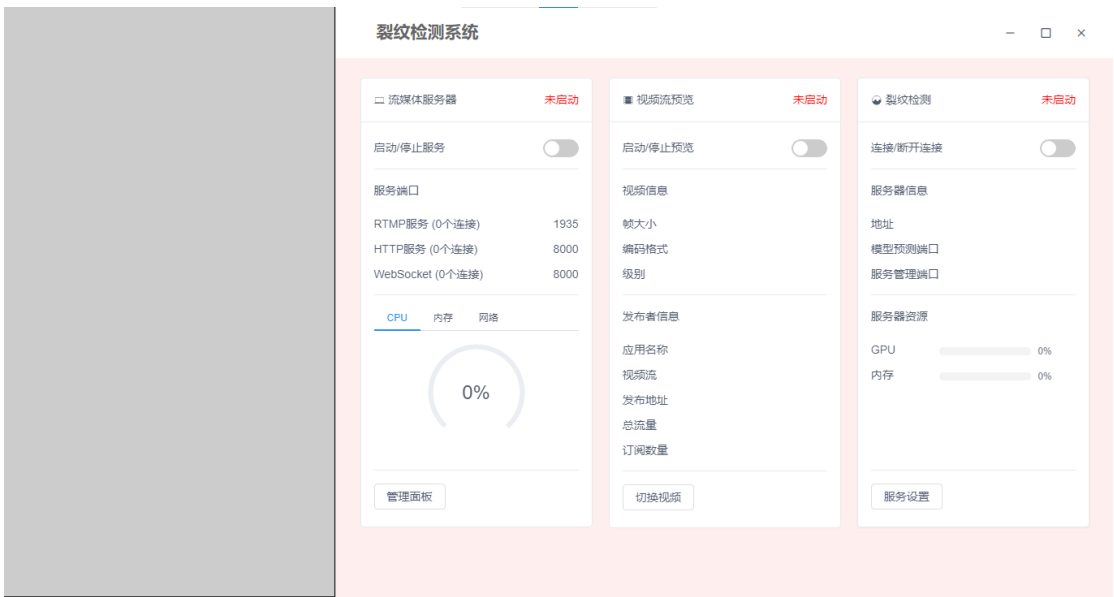 裂纹检测系统
流媒体服务器 未启动
启动/停止服务
服务端口
RTMP服务 (0个连接) 1935
HTTP服务 (0个连接) 8000
WebSocket (0个连接) 8000
CPU 内存 网络
0%
管理面板
视频流预览 未启动
启动/停止预览
视频信息
帧大小
编码格式
级别
发布者信息
应用名称
视频流
发布地址
总流量
订阅数量
切换视频
裂纹检测 未启动
连接/断开连接
服务器信息
地址
模型预测端口
服务管理端口
服务器资源
GPU 0%
内存 0%
服务设置